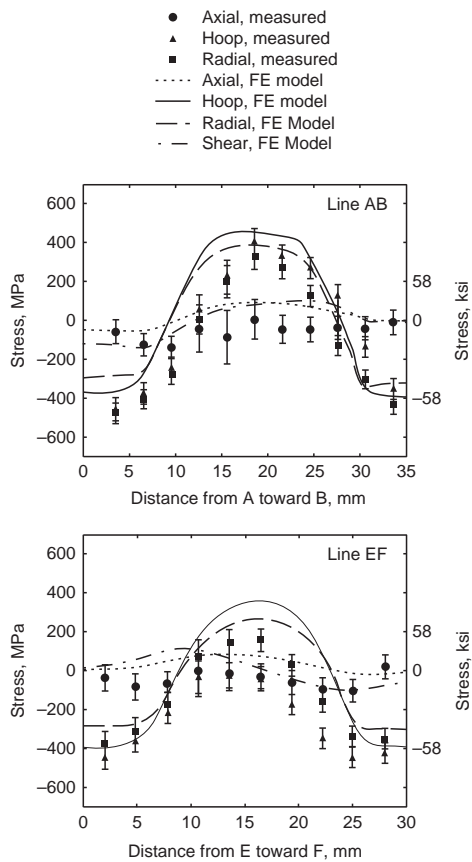 Axial, measured
Hoop, measured
Radial, measured
Axial, FE model
Hoop, FE model
Radial, FE Model
Shear, FE Model
Line AB
600
400
200
0
–200
–400
–600
Stress, MPa
58
0
–58
Stress, ksi
0 5 10 15 20 25 30 35
Distance from A toward B, mm
Line EF
600
400
200
0
–200
–400
–600
Stress, MPa
58
0
–58
Stress, ksi
0 5 10 15 20 25 30
Distance from E toward F, mm